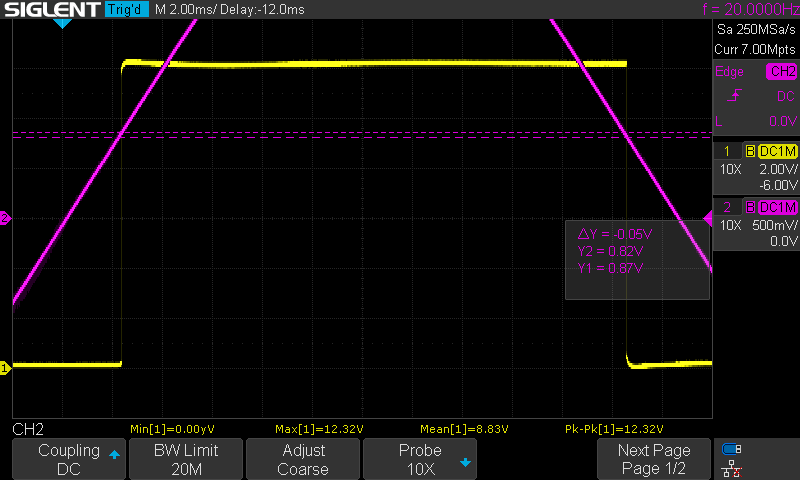 SIGLENT Trig'd M 2.00ms/ Delay:-12.0ms f = 20.0000Hz
Sa 250MSa/s
Curr 7.00Mpts
Edge CH2
DC
L 0.0V
1 B DC1M
10X 2.00V/
-6.00V
2 B DC1M
10X 500mV/
0.0V
2
ΔY = -0.05V
Y2 = 0.82V
Y1 = 0.87V
1
CH2 Min[1]=0.00yV Max[1]=12.32V Mean[1]=8.83V Pk-Pk[1]=12.32V
Coupling BW Limit Adjust Probe Next Page
DC 20M Coarse 10X Page 1/2